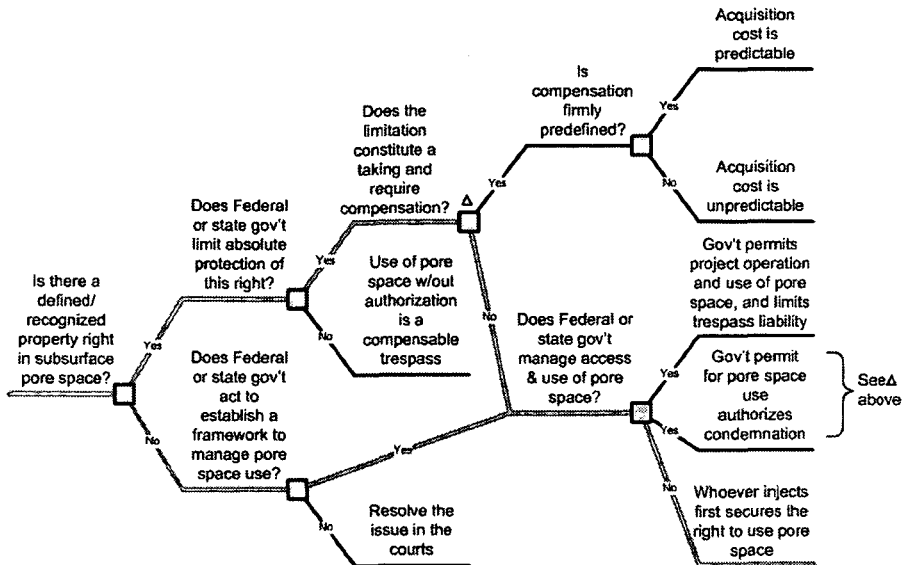 Is there a
defined/
recognized
property right
in subsurface
pore space?
Yes
No
Does Federal
or state gov't
limit absolute
protection of
this right?
Yes
No
Does Federal
or state gov't
act to
establish a
framework to
manage pore
space use?
Yes
No
Does the
limitation
constitute a
taking and
require
compensation?
Δ
Yes
No
Use of pore
space w/out
authorization
is a
compensable
trespass
Resolve the
issue in the
courts
Is
compensation
firmly
predefined?
Yes
No
Acquisition
cost is
predictable
Acquisition
cost is
unpredictable
Does Federal or
state gov't
manage access
& use of pore
space?
Yes
Yes
No
Gov't permits
project operation
and use of pore
space, and limits
trespass liability
Gov't permit
for pore space
use
authorizes
condemnation
SeeΔ
above
Whoever injects
first secures the
right to use pore
space